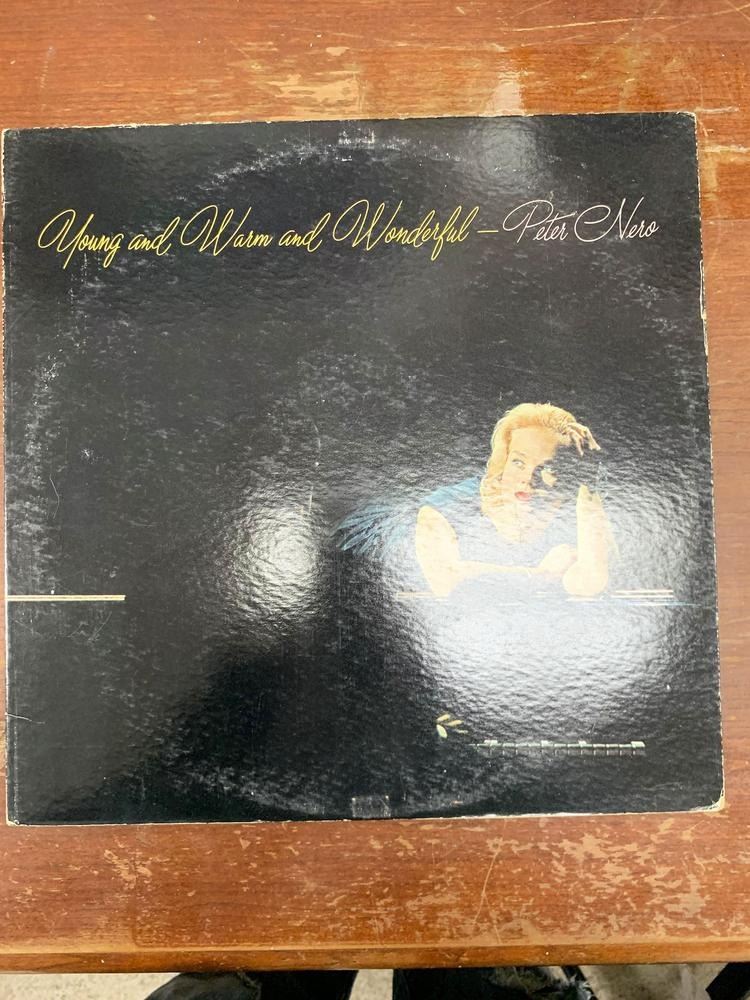 Young and Warm and Wonderful — Peter Nero